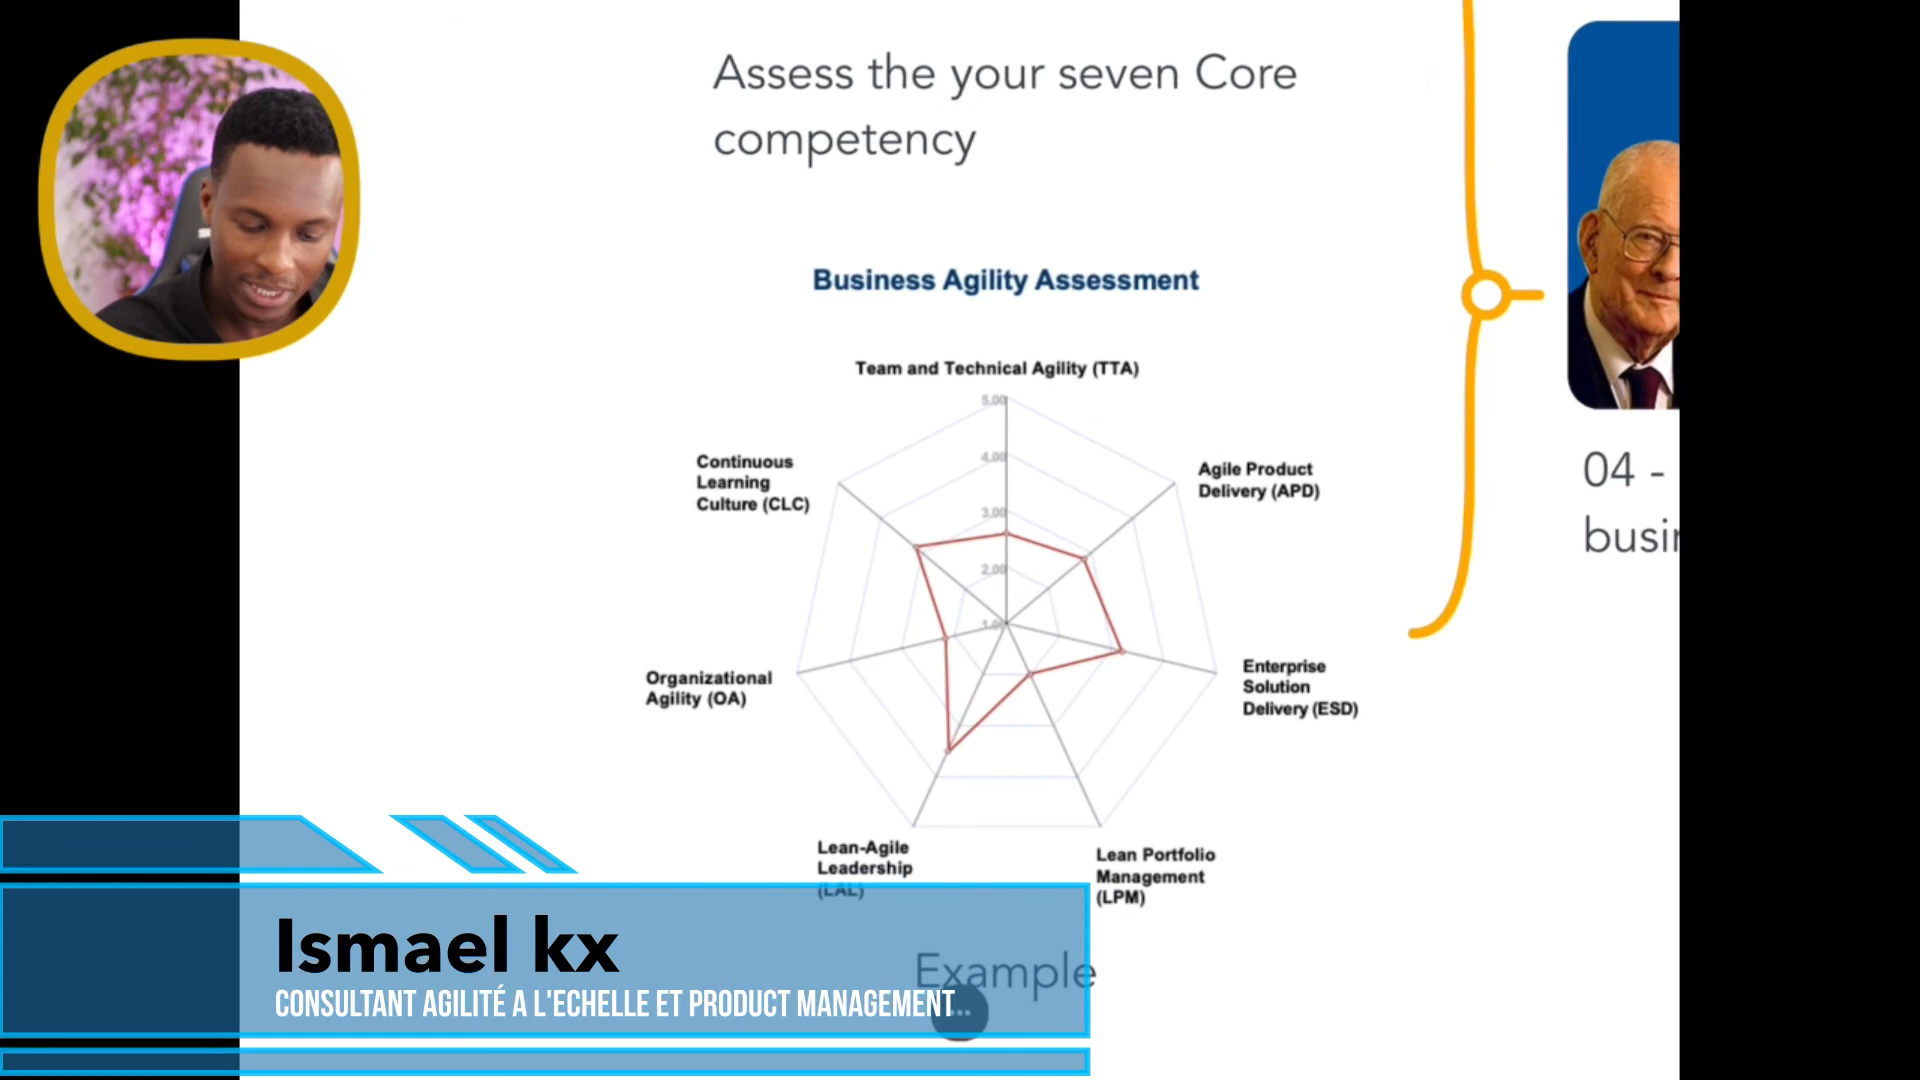 Assess the your seven Core
competency
Business Agility Assessment
Team and Technical Agility (TTA)
5.00
4.00
3.00
2.00
Continuous
Learning
Culture (CLC)
Agile Product
Delivery (APD)
Organizational
Agility (OA)
Enterprise
Solution
Delivery (ESD)
Lean-Agile
Leadership
(LAL)
Lean Portfolio
Management
(LPM)
Example
04 -
Ismael kx
CONSULTANT AGILITÉ A L'ECHELLE ET PRODUCT MANAGEMENT
...